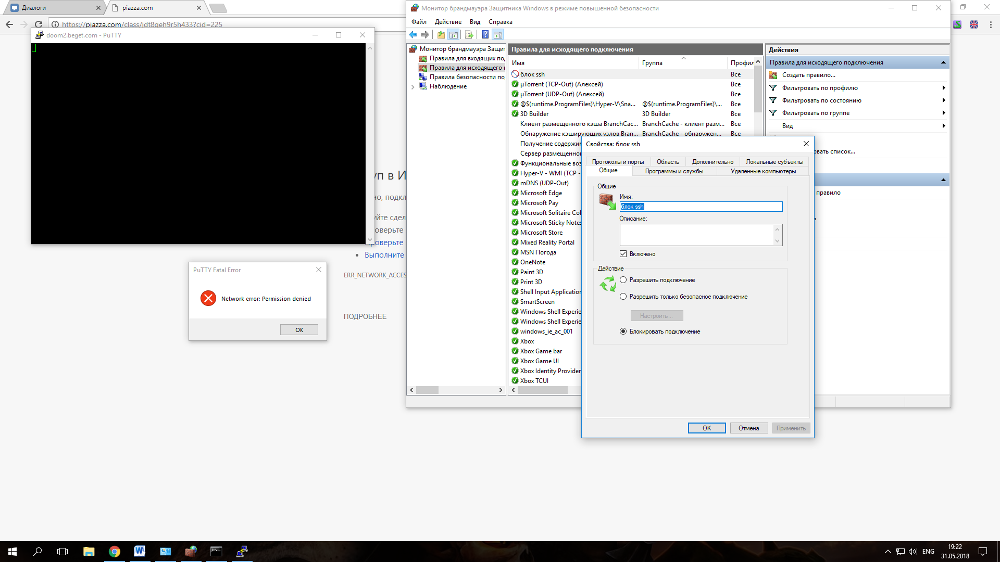 Диалоги
piazza.com
https://piazza.com/class/jdt8qeh9r5h433?cid=225
doom2.beget.com - PuTTY
Выполните
ERR_NETWORK_ACCES
ПОДРОБНЕЕ
PuTTY Fatal Error
Network error: Permission denied
OK
Монитор брандмауэра Защитника Windows в режиме повышенной безопасности
Файл Действие Вид Справка
Монитор брандмауэра Защит
Правила для входящих по
Правила для исходящего
Правила безопасности по
Наблюдение
Правила для исходящего подключения
Имя Группа Профил
блок ssh Все
µTorrent (TCP-Out) (Алексей) Все
µTorrent (UDP-Out) (Алексей) Все
@$(runtime.ProgramFiles)\Hyper-V\Sna... @$(runtime.ProgramFiles)\... Все
3D Builder 3D Builder Все
Клиент размещенного кэша BranchCac... BranchCache - клиент разм... Все
Обнаружение кэширующих узлов Bran... BranchCache - обнаружен... Все
Получение содержим
Сервер размещенног
Функциональные воз
Hyper-V - WMI (TCP -
mDNS (UDP-Out)
Microsoft Edge
Microsoft Pay
Microsoft Solitaire Col
Microsoft Sticky Notes
Microsoft Store
Mixed Reality Portal
MSN Погода
OneNote
Paint 3D
Print 3D
Shell Input Application
SmartScreen
Windows Shell Experie
Windows Shell Experie
windows_ie_ac_001
Xbox
Xbox Game bar
Xbox Game UI
Xbox Identity Provider
Xbox TCUI
Действия
Правила для исходящего подключения
Создать правило...
Фильтровать по профилю
Фильтровать по состоянию
Фильтровать по группе
Вид
овать список...
правило
Свойства: блок ssh
Протоколы и порты Область Дополнительно Локальные субъекты
Общие Программы и службы Удаленные компьютеры
Общие
Имя:
блок ssh
Описание:
Включено
Действие
Разрешить подключение
Разрешить только безопасное подключение
Настроить...
Блокировать подключение
ОК Отмена Применить
ENG
19:22
31.05.2018